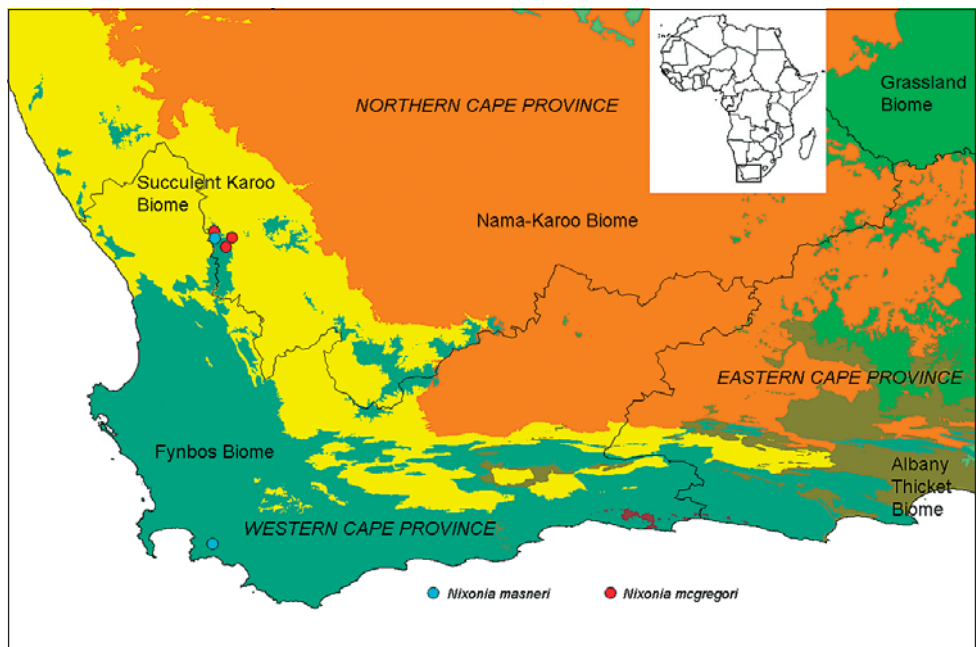 Grassland
Biome
NORTHERN CAPE PROVINCE
Succulent Karoo
Biome
Nama-Karoo Biome
EASTERN CAPE PROVINCE
Fynbos Biome
Albany
Thicket
Biome
WESTERN CAPE PROVINCE
Nixonia masneri
Nixonia mcgregori